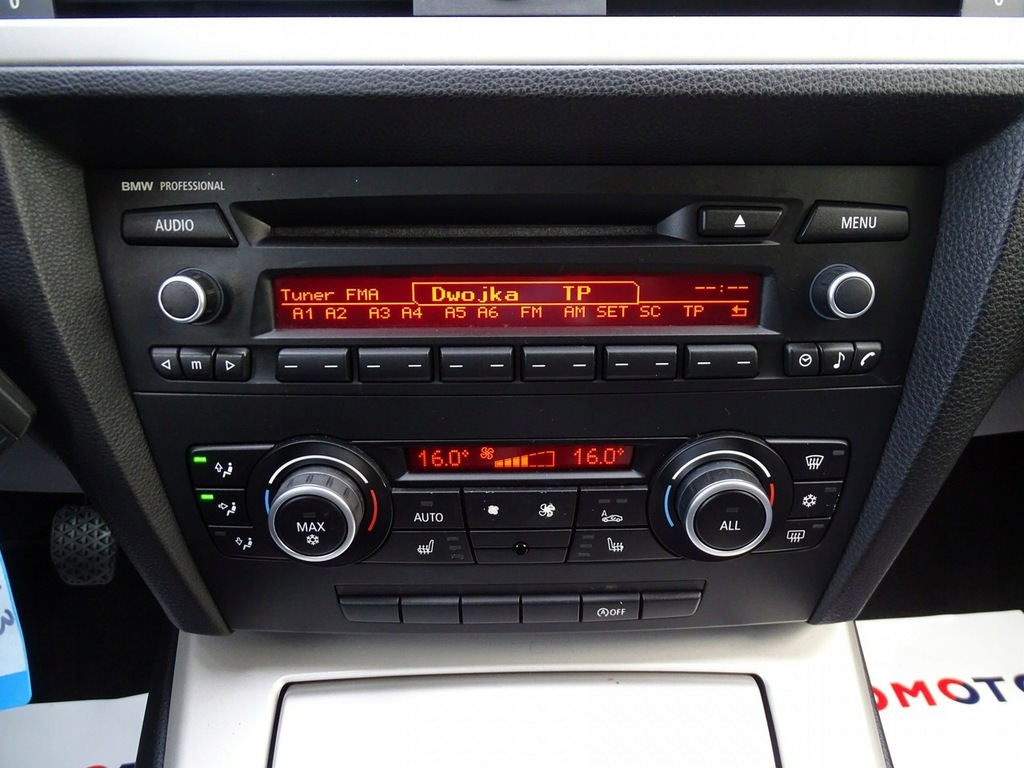 BMW PROFESSIONAL
AUDIO
MENU
Tuner FMA Dwojka TP --:--
A1 A2 A3 A4 A5 A6 FM AM SET SC TP
m
16.0° 16.0°
MAX
AUTO
A
ALL
A OFF